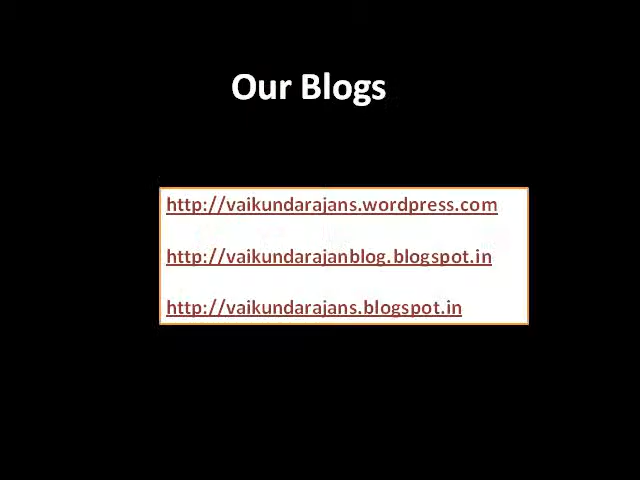 Our Blogs
http://vaikundarajans.wordpress.com
http://vaikundarajanblog.blogspot.in
http://vaikundarajans.blogspot.in